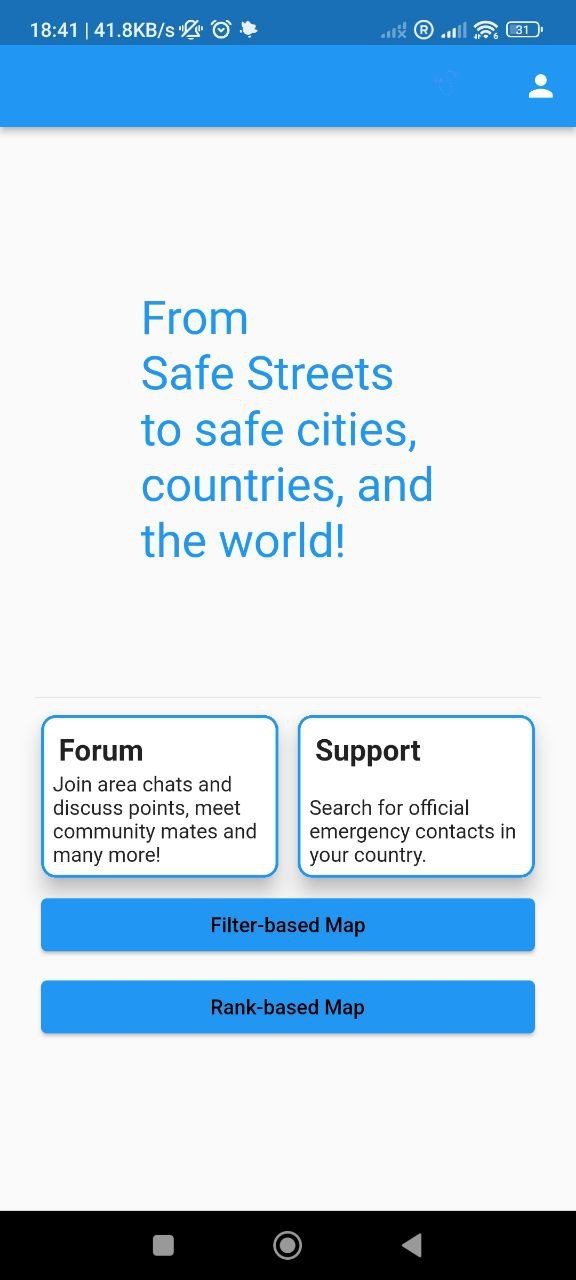 18:41 | 41.8KB/s R 31
From
Safe Streets
to safe cities,
countries, and
the world!
Forum
Join area chats and
discuss points, meet
community mates and
many more!
Support
Search for official
emergency contacts in
your country.
Filter-based Map
Rank-based Map